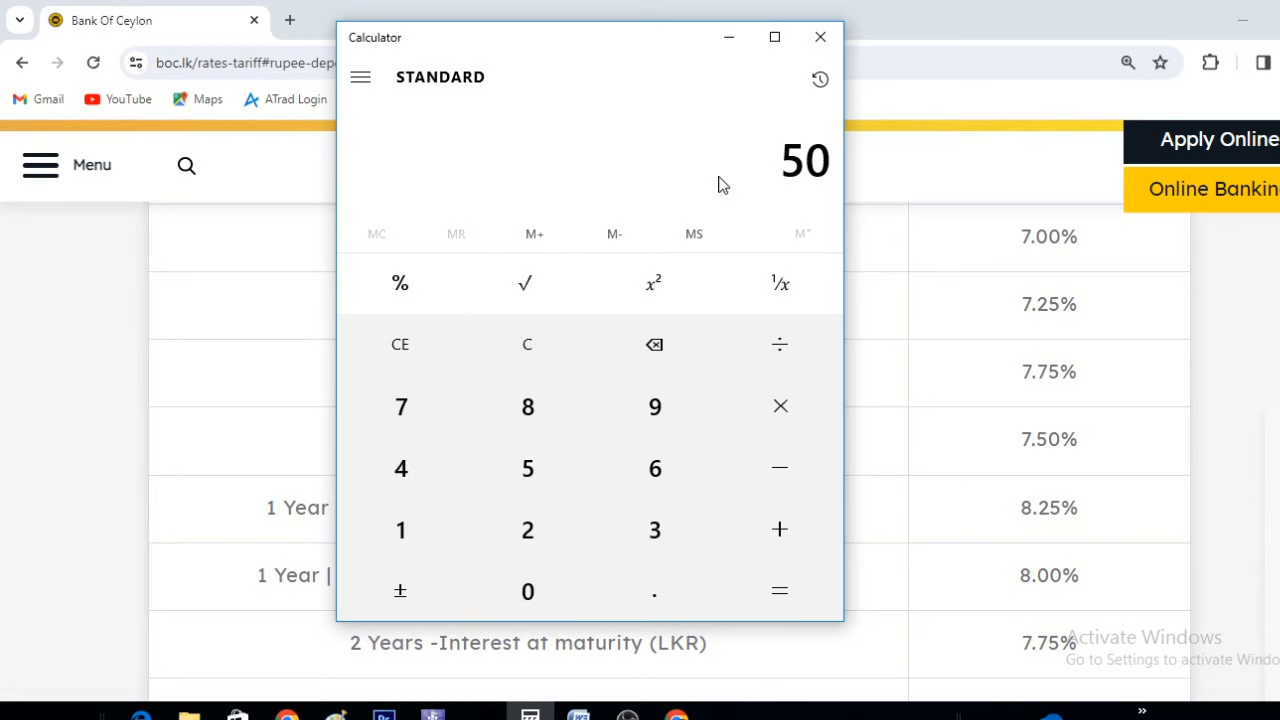 Bank Of Ceylon
boc.lk/rates-tariff#rupee-dep
Gmail
YouTube
Maps
ATrad Login
Menu
Apply Online
Online Bankin
Calculator
STANDARD
50
MC MR M+ M- MS M˅
% √ x² ¹/x
CE C ⌫ ÷
7 8 9 ×
4 5 6 −
1 2 3 +
± 0 . =
7.00%
7.25%
7.75%
7.50%
1 Year 8.25%
1 Year | 8.00%
2 Years -Interest at maturity (LKR) 7.75%
Activate Windows
Go to Settings to activate Windo